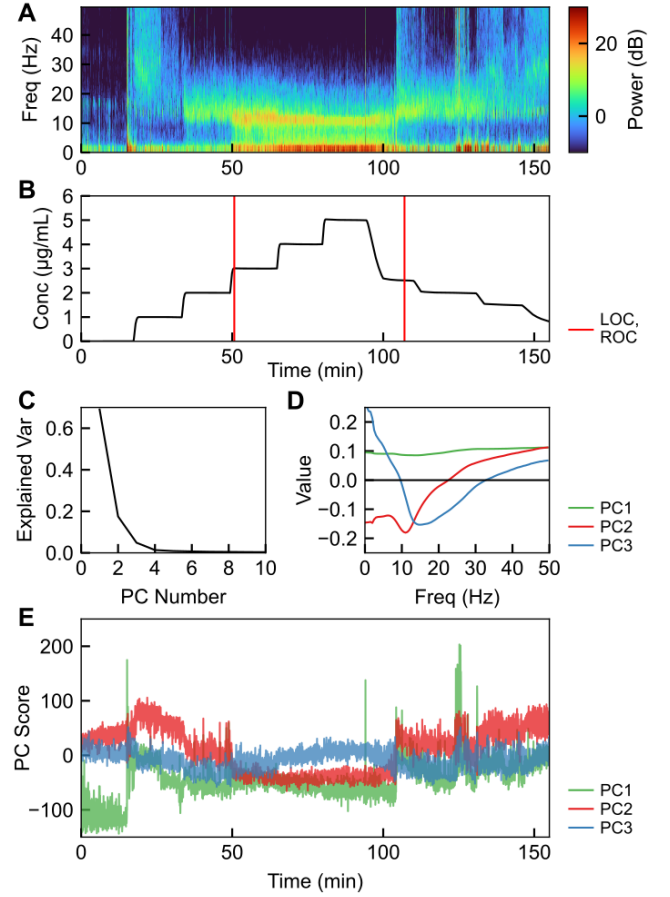 A
Freq (Hz)
40
30
20
10
0
0
50
100
150
20
0
Power (dB)
B
Conc (µg/mL)
6
5
4
3
2
1
0
0
50
100
150
Time (min)
LOC,
ROC
C
Explained Var
0.6
0.4
0.2
0.0
0
2
4
6
8
10
PC Number
D
Value
0.2
0.1
0.0
−0.1
−0.2
0
10
20
30
40
50
Freq (Hz)
PC1
PC2
PC3
E
PC Score
200
100
0
−100
0
50
100
150
Time (min)
PC1
PC2
PC3